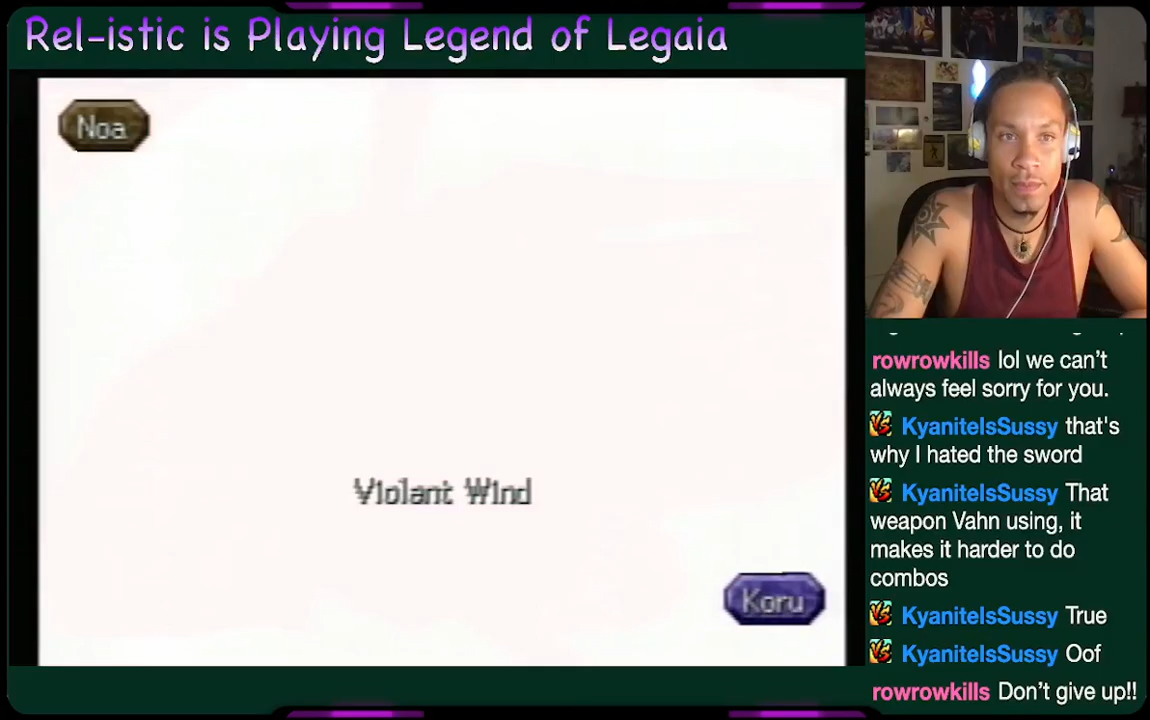 Rel-istic is Playing Legend of Legaia
Noa
Violant Wind
Koru
rowrowkills lol we can't
always feel sorry for you.
KyaniteIsSussy that's
why I hated the sword
KyaniteIsSussy That
weapon Vahn using, it
makes it harder to do
combos
KyaniteIsSussy True
KyaniteIsSussy Oof
rowrowkills Don't give up!!